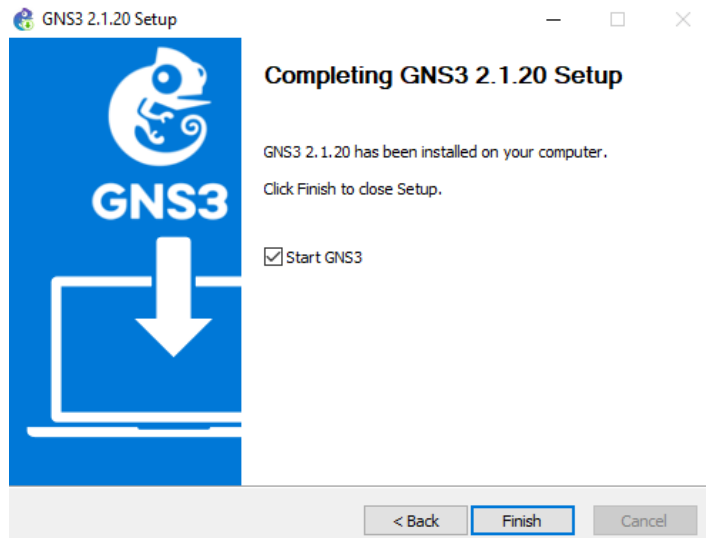 GNS3 2.1.20 Setup
Completing GNS3 2.1.20 Setup
GNS3 2.1.20 has been installed on your computer.
Click Finish to close Setup.
GNS3
Start GNS3
< Back
Finish
Cancel